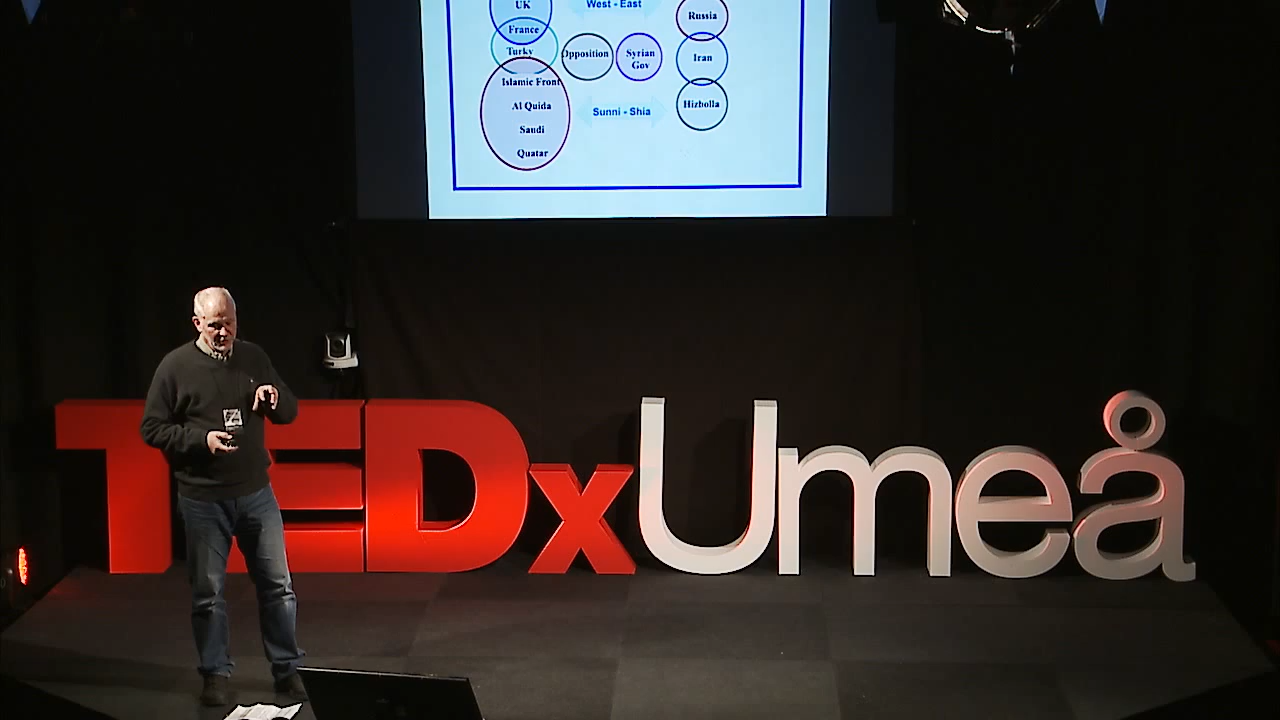 UK
West - East
Russia
France
Turky
Opposition
Syrian
Gov
Iran
Islamic Front
Al Quida
Sunni - Shia
Hizbolla
Saudi
Quatar
TEDxUmeå